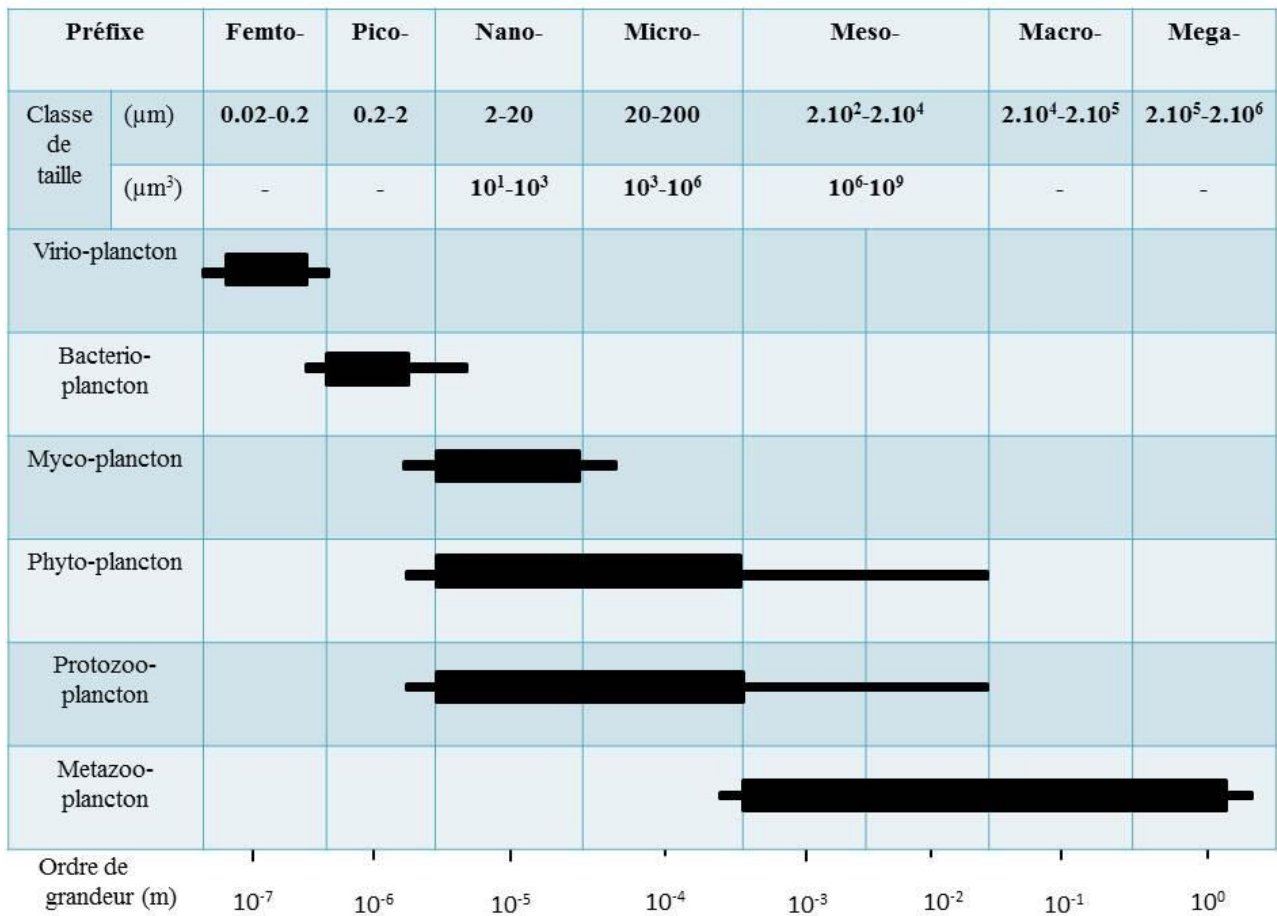 Préfixe Femto- Pico- Nano- Micro- Meso- Macro- Mega-
Classe de taille (µm) 0.02-0.2 0.2-2 2-20 20-200 2.10²-2.10⁴ 2.10⁴-2.10⁵ 2.10⁵-2.10⁶
(µm³) - - 10¹-10³ 10³-10⁶ 10⁶-10⁹ - -
Virio-plancton
Bacterio-
plancton
Myco-plancton
Phyto-plancton
Protozoo-
plancton
Metazoo-
plancton
Ordre de
grandeur (m) 10⁻⁷ 10⁻⁶ 10⁻⁵ 10⁻⁴ 10⁻³ 10⁻² 10⁻¹ 10⁰